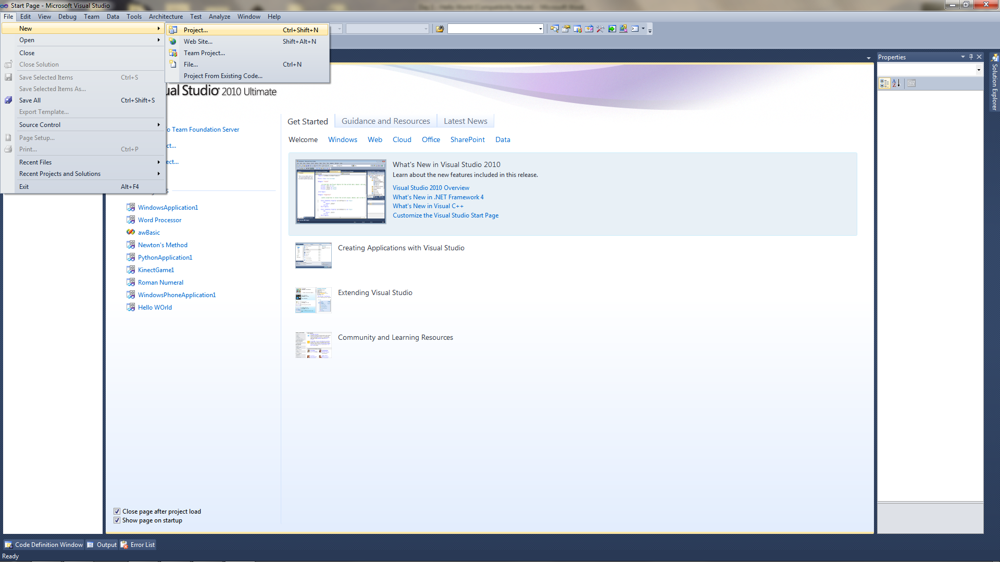 Start Page - Microsoft Visual Studio
File Edit View Debug Team Data Tools Architecture Test Analyze Window Help
New
Open
Close
Close Solution
Save Selected Items Ctrl+S
Save Selected Items As...
Save All Ctrl+Shift+S
Export Template...
Source Control
Page Setup...
Print... Ctrl+P
Recent Files
Recent Projects and Solutions
Exit Alt+F4
Project... Ctrl+Shift+N
Web Site... Shift+Alt+N
Team Project...
File... Ctrl+N
Project From Existing Code...
ual Studio 2010 Ultimate
o Team Foundation Server
ct...
ect...
s
WindowsApplication1
Word Processor
awBasic
Newton's Method
PythonApplication1
KinectGame1
Roman Numeral
WindowsPhoneApplication1
Hello WOrld
Close page after project load
Show page on startup
Get Started Guidance and Resources Latest News
Welcome Windows Web Cloud Office SharePoint Data
What's New in Visual Studio 2010
Learn about the new features included in this release.
Visual Studio 2010 Overview
What's New in .NET Framework 4
What's New in Visual C++
Customize the Visual Studio Start Page
Creating Applications with Visual Studio
Extending Visual Studio
Community and Learning Resources
Properties
Solution Explorer
Code Definition Window Output Error List
Ready